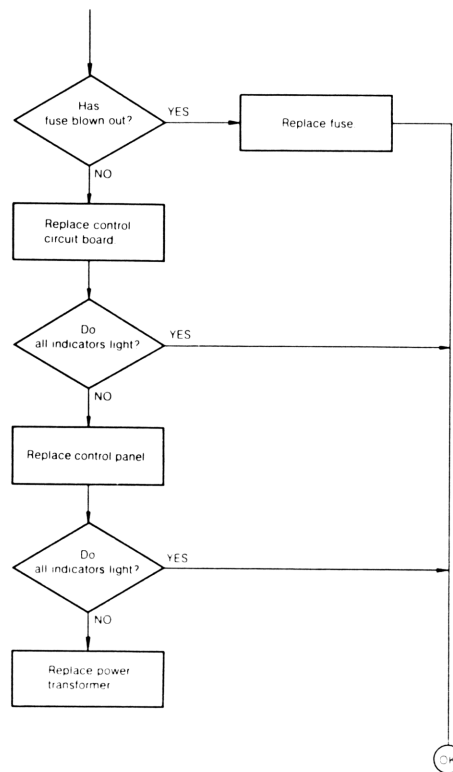 Has
fuse blown out?
YES
Replace fuse
NO
Replace control
circuit board
Do
all indicators light?
YES
NO
Replace control panel
Do
all indicators light?
YES
NO
Replace power
transformer
OK